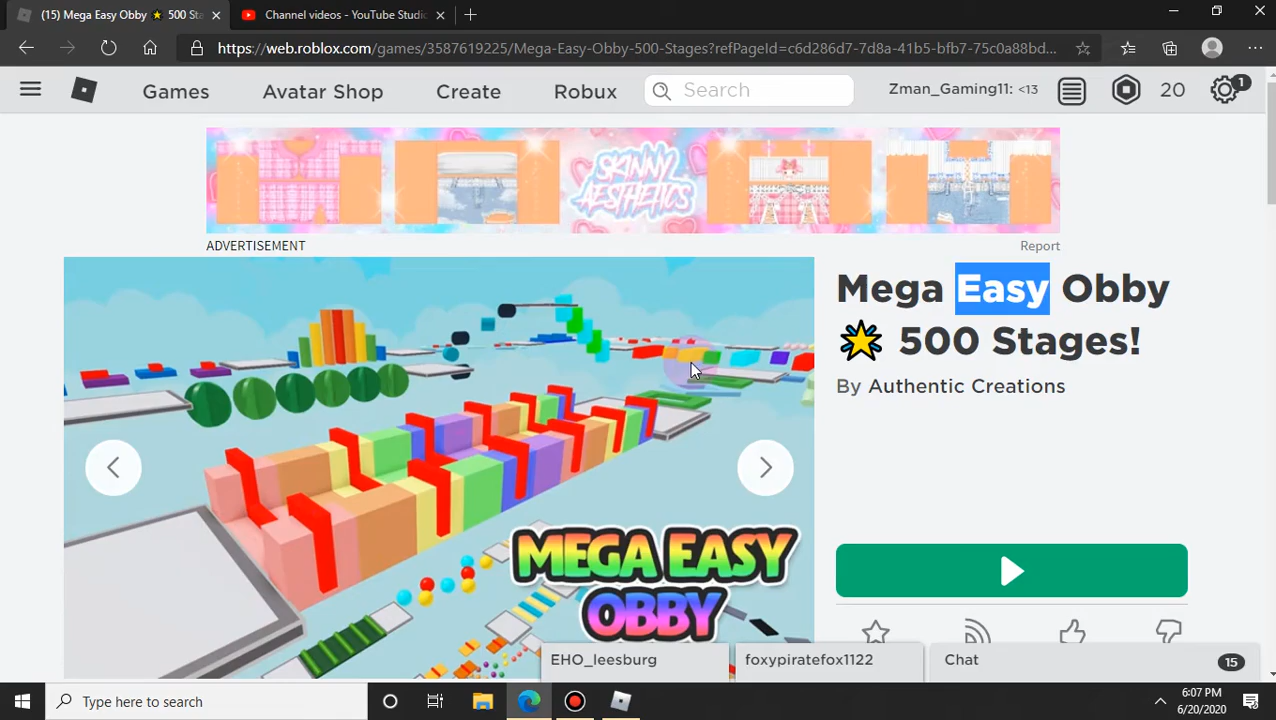 (15) Mega Easy Obby 🌟 500 Sta
Channel videos - YouTube Studio
https://web.roblox.com/games/3587619225/Mega-Easy-Obby-500-Stages?refPageId=c6d286d7-7d8a-41b5-bfb7-75c0a88bd...
Games
Avatar Shop
Create
Robux
Search
Zman_Gaming11: <13
20
1
SKINNY
AESTHETICS
ADVERTISEMENT
Report
Mega Easy Obby
🌟 500 Stages!
By Authentic Creations
MEGA EASY
OBBY
EHO_leesburg
foxypiratefox1122
Chat
15
Type here to search
6:07 PM
6/20/2020